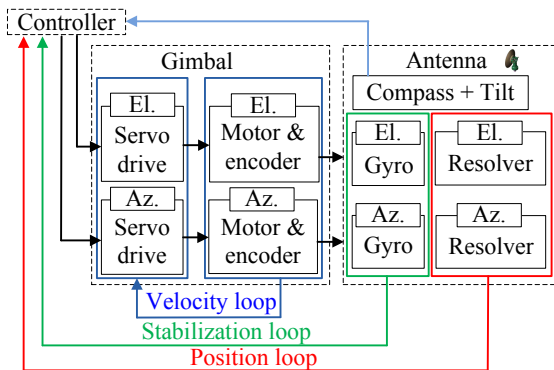 Controller
Gimbal
Antenna
Compass + Tilt
El.
Servo
drive
El.
Motor &
encoder
El.
Gyro
El.
Resolver
Az.
Servo
drive
Az.
Motor &
encoder
Az.
Gyro
Az.
Resolver
Velocity loop
Stabilization loop
Position loop